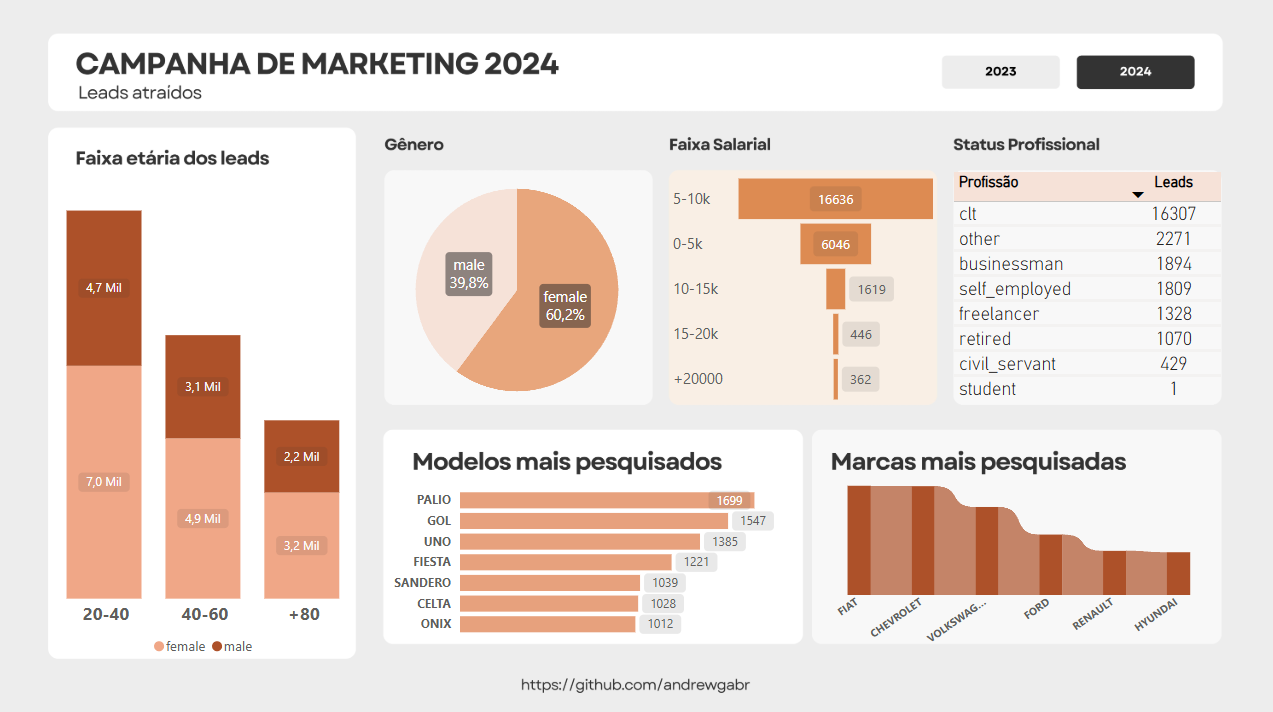 CAMPANHA DE MARKETING 2024
Leads atraídos
2023
2024
Faixa etária dos leads
4,7 Mil
7,0 Mil
3,1 Mil
4,9 Mil
2,2 Mil
3,2 Mil
20-40
40-60
+80
female
male
Gênero
male
39,8%
female
60,2%
Faixa Salarial
5-10k
16636
0-5k
6046
10-15k
1619
15-20k
446
+20000
362
Status Profissional
Profissão Leads
clt 16307
other 2271
businessman 1894
self_employed 1809
freelancer 1328
retired 1070
civil_servant 429
student 1
Modelos mais pesquisados
PALIO 1699
GOL 1547
UNO 1385
FIESTA 1221
SANDERO 1039
CELTA 1028
ONIX 1012
Marcas mais pesquisadas
FIAT
CHEVROLET
VOLKSWAG...
FORD
RENAULT
HYUNDAI
https://github.com/andrewgabr